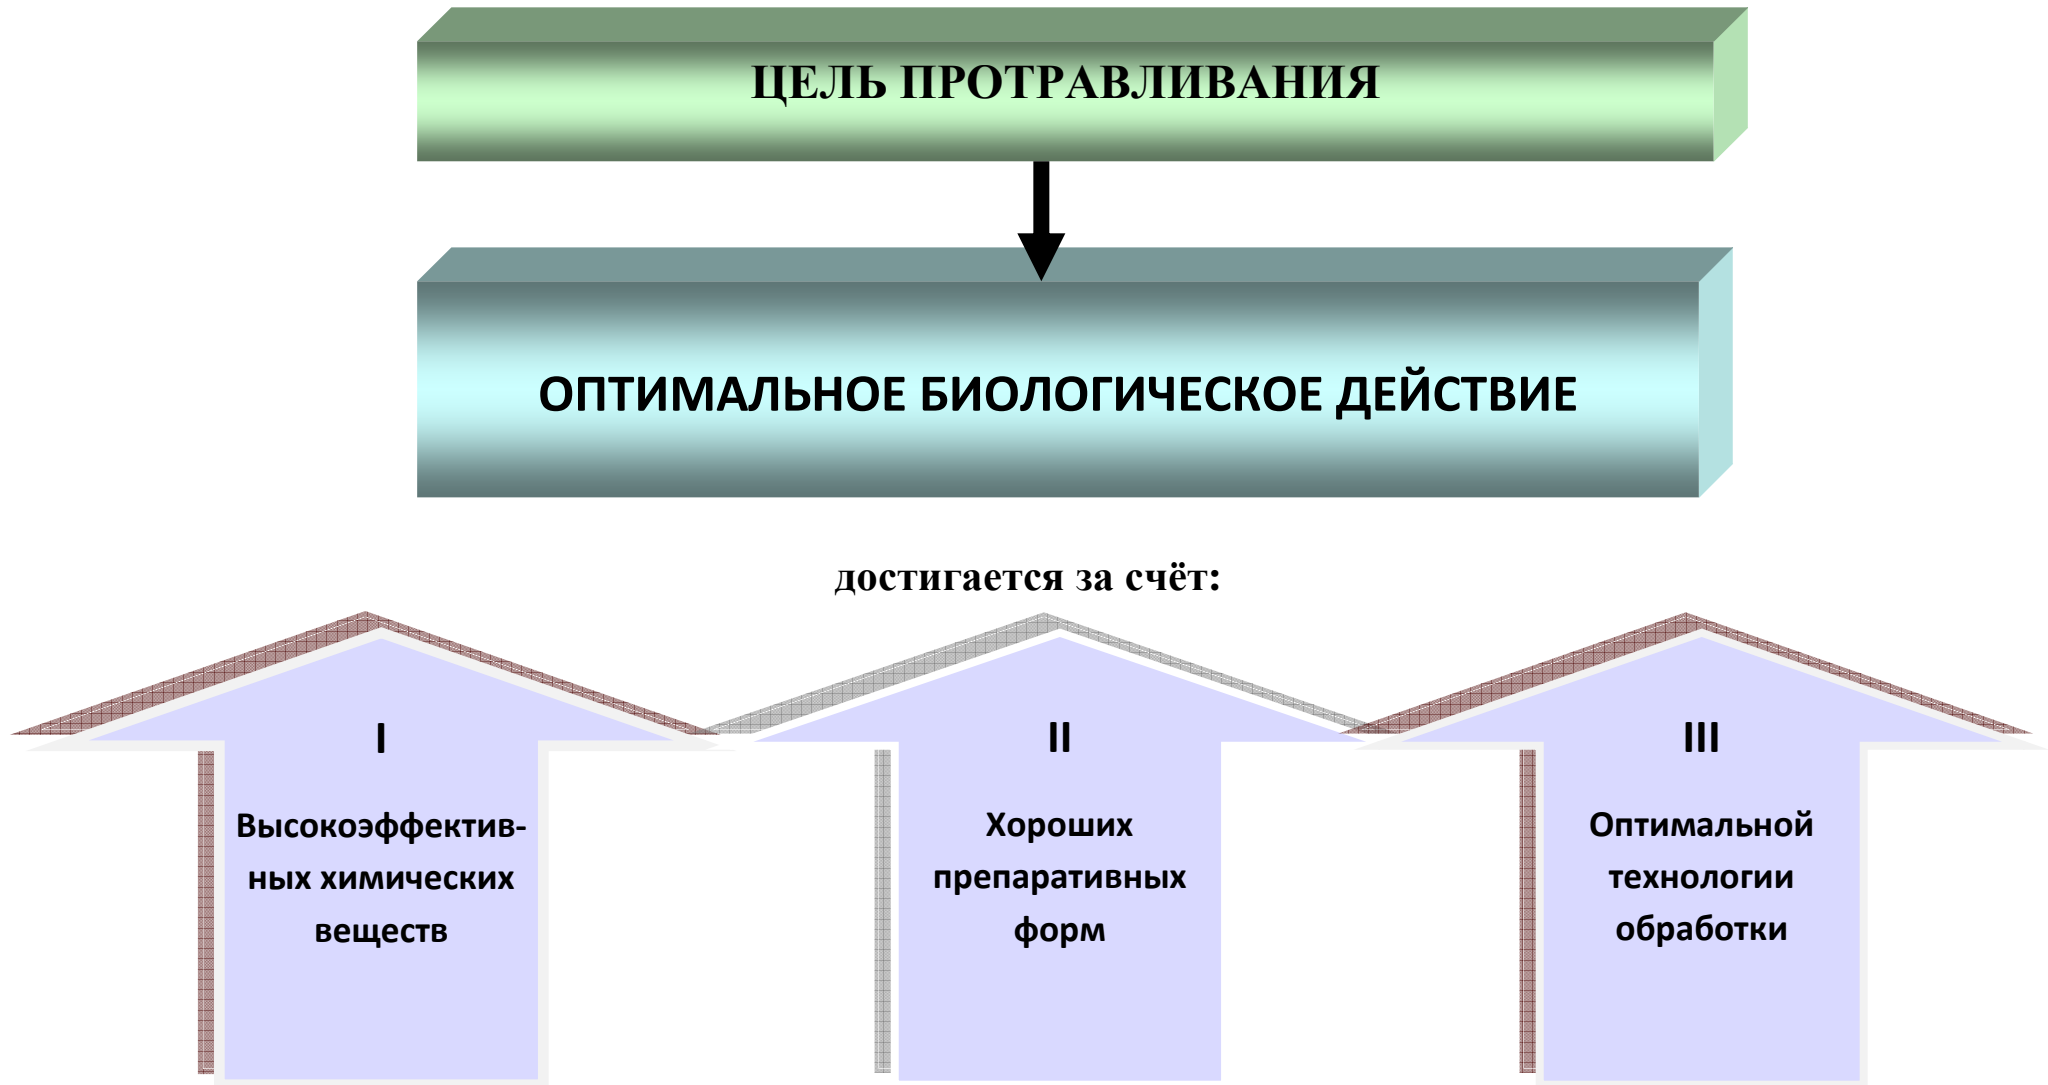 ЦЕЛЬ ПРОТРАВЛИВАНИЯ
ОПТИМАЛЬНОЕ БИОЛОГИЧЕСКОЕ ДЕЙСТВИЕ
достигается за счёт:
I
Высокоэффектив-
ных химических
веществ
II
Хороших
препаративных
форм
III
Оптимальной
технологии
обработки